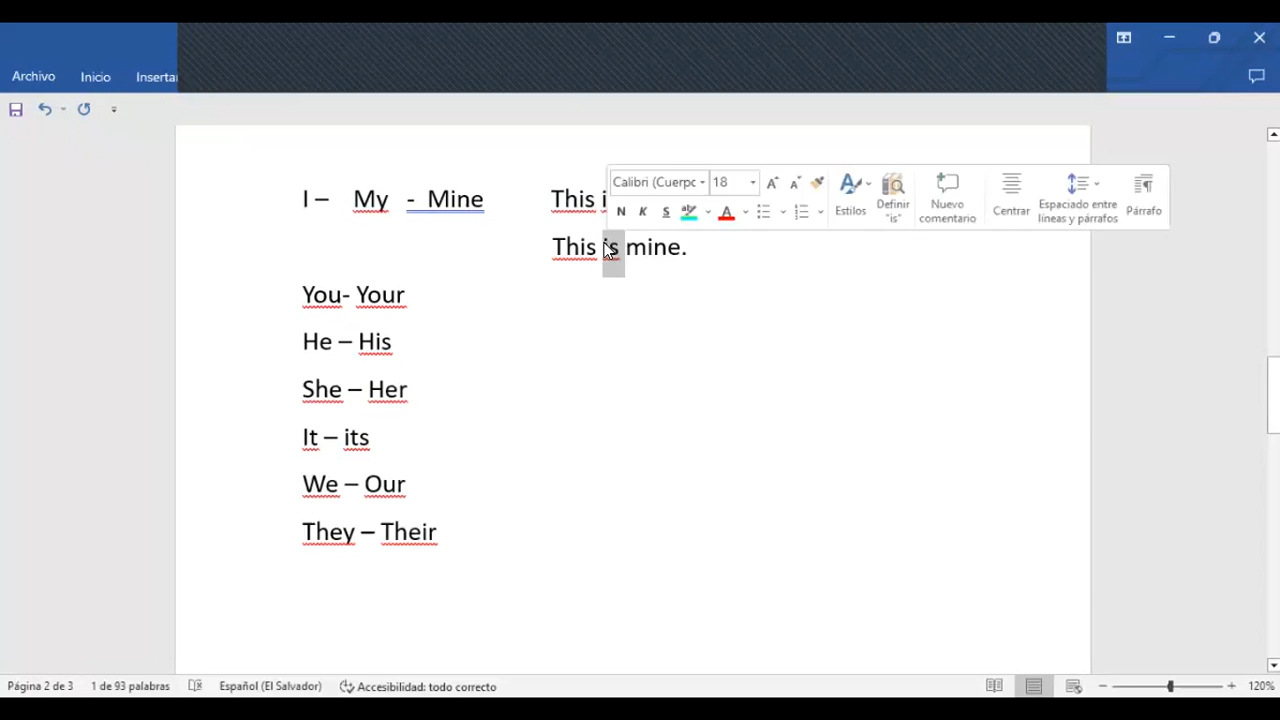 Archivo Inicio Insertar
I – My - Mine This i
Calibri (Cuerpc 18
N K S Estilos Definir "is" Nuevo comentario Centrar Espaciado entre líneas y párrafos Párrafo
This is mine.
You- Your
He – His
She – Her
It – its
We – Our
They – Their
Página 2 de 3 1 de 93 palabras Español (El Salvador) Accesibilidad: todo correcto 120%